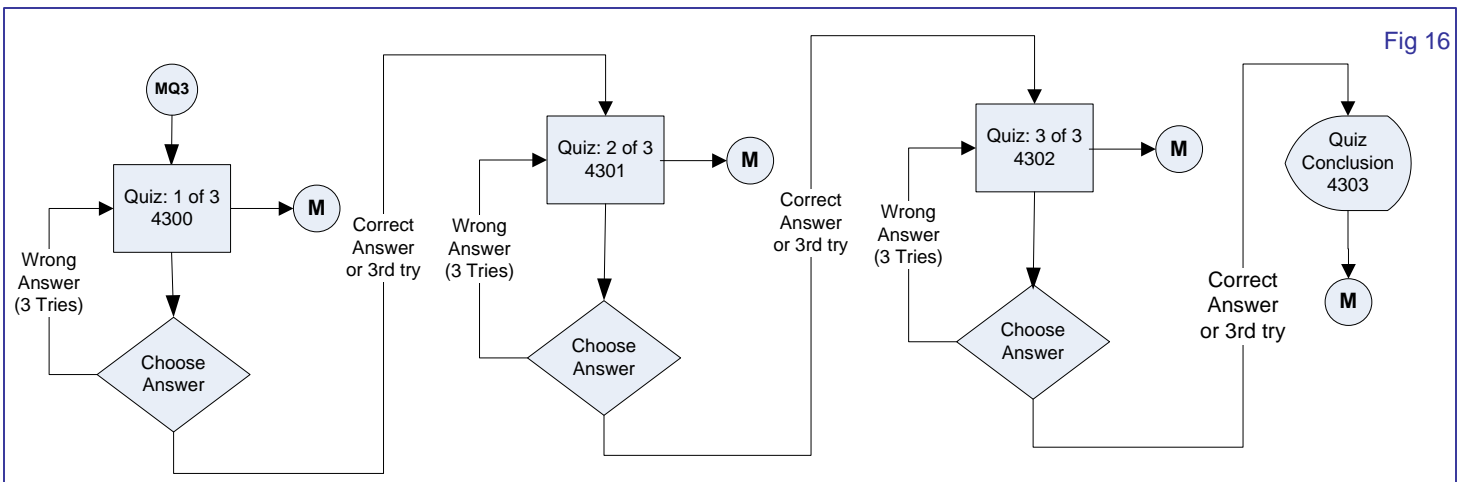 Fig 16
MQ3
Quiz: 1 of 3
4300
M
Wrong
Answer
(3 Tries)
Choose
Answer
Correct
Answer
or 3rd try
Quiz: 2 of 3
4301
M
Wrong
Answer
(3 Tries)
Choose
Answer
Correct
Answer
or 3rd try
Quiz: 3 of 3
4302
M
Wrong
Answer
(3 Tries)
Choose
Answer
Correct
Answer
or 3rd try
Quiz
Conclusion
4303
M